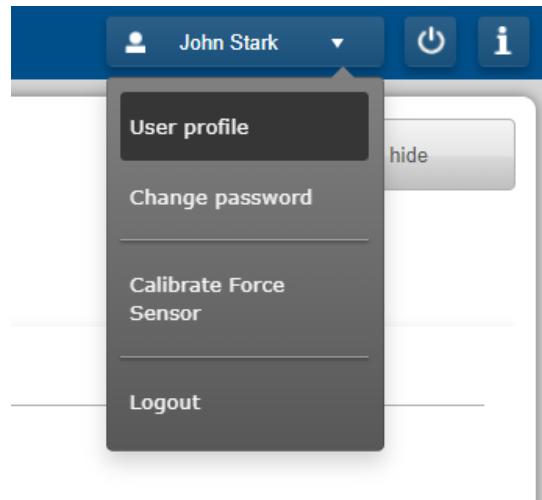 John Stark
User profile
hide
Change password
Calibrate Force
Sensor
Logout